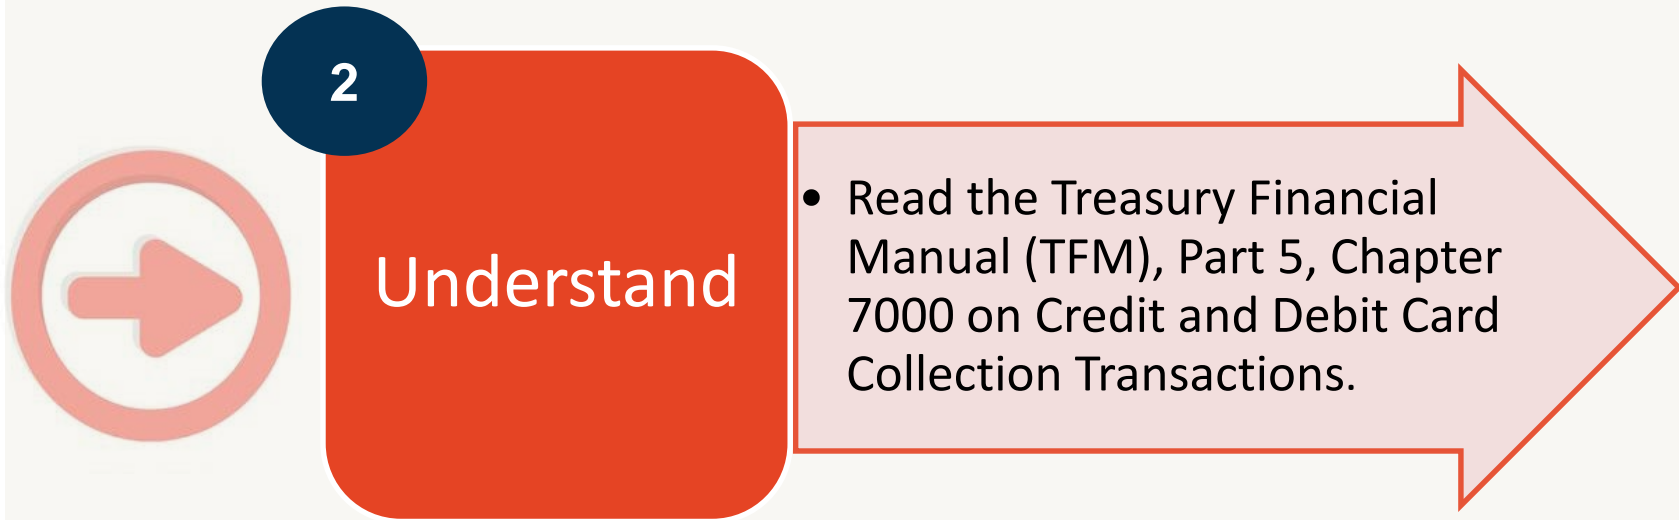 2
Understand
• Read the Treasury Financial
Manual (TFM), Part 5, Chapter
7000 on Credit and Debit Card
Collection Transactions.